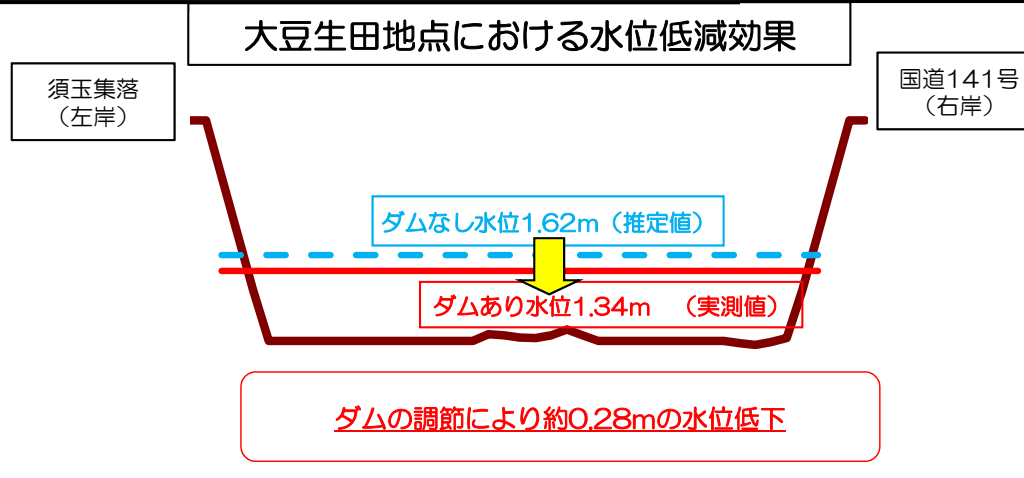 大豆生田地点における水位低減効果
須玉集落
（左岸）
国道141号
（右岸）
ダムなし水位1.62m（推定値）
ダムあり水位1.34m　（実測値）
ダムの調節により約0.28mの水位低下